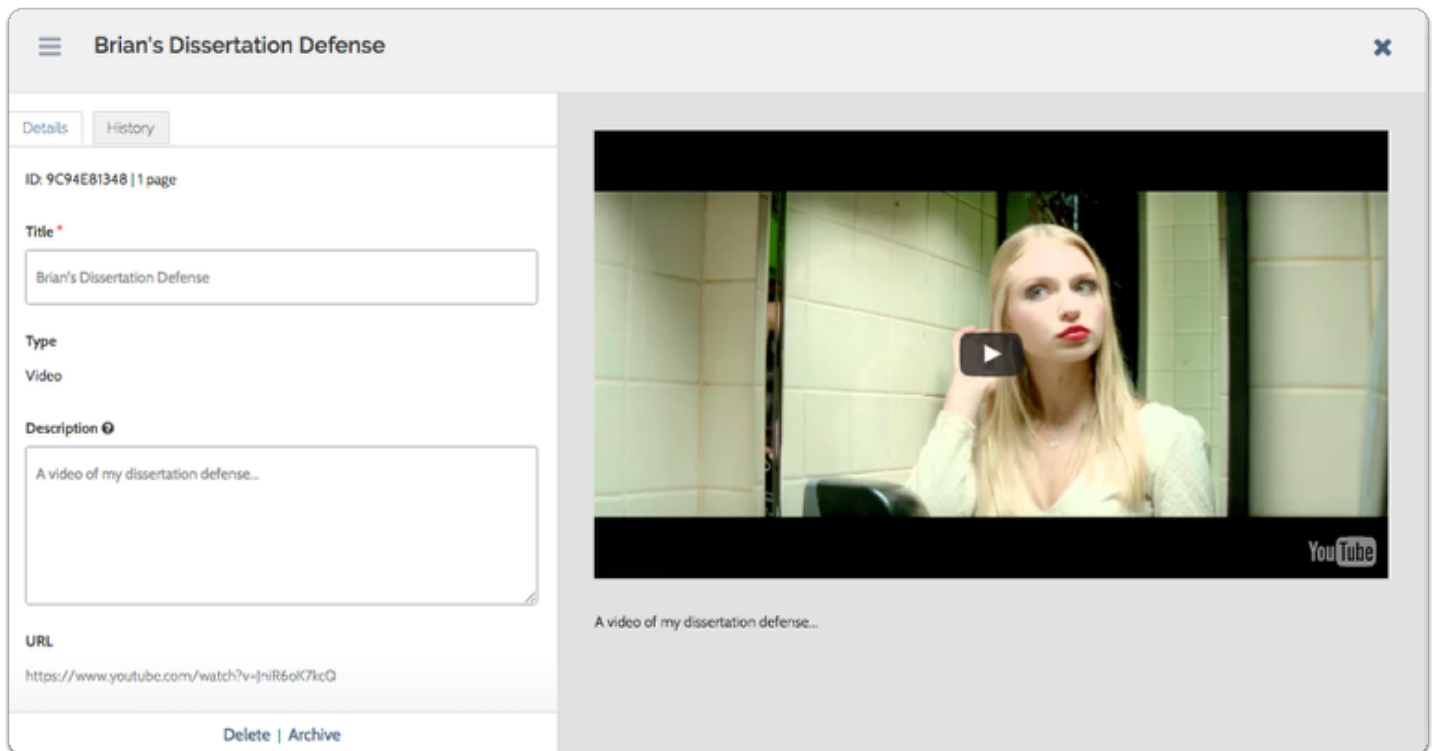 Brian's Dissertation Defense
Details
History
ID: 9C94E81348 | 1 page
Title *
Brian's Dissertation Defense
Type
Video
Description
A video of my dissertation defense...
URL
https://www.youtube.com/watch?v=JniR6oK7kcQ
Delete | Archive
YouTube
A video of my dissertation defense...